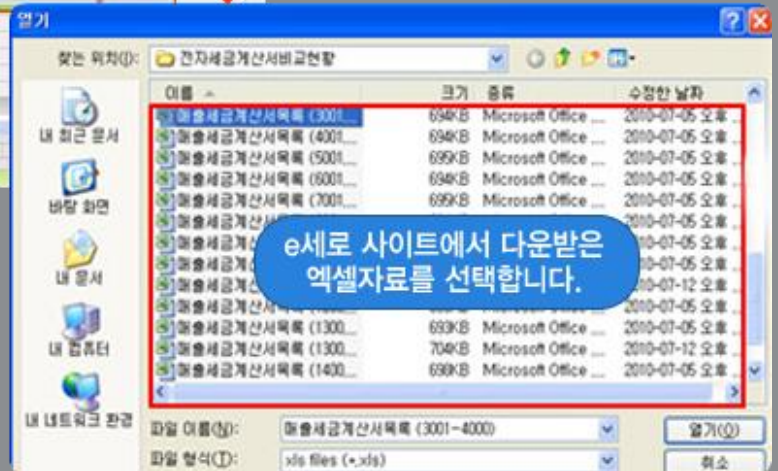 열기
찾는 위치(I): 전자세금계산서비교현황
이름 크기 종류 수정한 날짜
매출세금계산서목록 (3001,... 694KB Microsoft Office ... 2010-07-05 오후 ...
매출세금계산서목록 (4001,... 694KB Microsoft Office ... 2010-07-05 오후 ...
매출세금계산서목록 (5001,... 695KB Microsoft Office ... 2010-07-05 오후 ...
매출세금계산서목록 (6001,... 694KB Microsoft Office ... 2010-07-05 오후 ...
매출세금계산서목록 (7001,... 695KB Microsoft Office ... 2010-07-05 오후 ...
e세로 사이트에서 다운받은
엑셀자료를 선택합니다.
매출세금계산서목록 (1300,... 693KB Microsoft Office ... 2010-07-05 오후 ...
매출세금계산서목록 (1300,... 704KB Microsoft Office ... 2010-07-12 오후 ...
매출세금계산서목록 (1400,... 698KB Microsoft Office ... 2010-07-05 오후 ...
내 최근 문서
바탕 화면
내 문서
내 컴퓨터
내 네트워크 환경
파일 이름(N): 매출세금계산서목록 (3001-4000) 열기(O)
파일 형식(T): xls files (*.xls) 취소